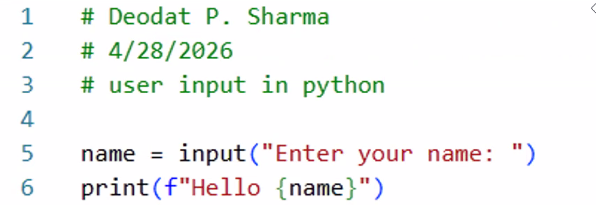 1 # Deodat P. Sharma
2 # 4/28/2026
3 # user input in python
4
5 name = input("Enter your name: ")
6 print(f"Hello {name}")